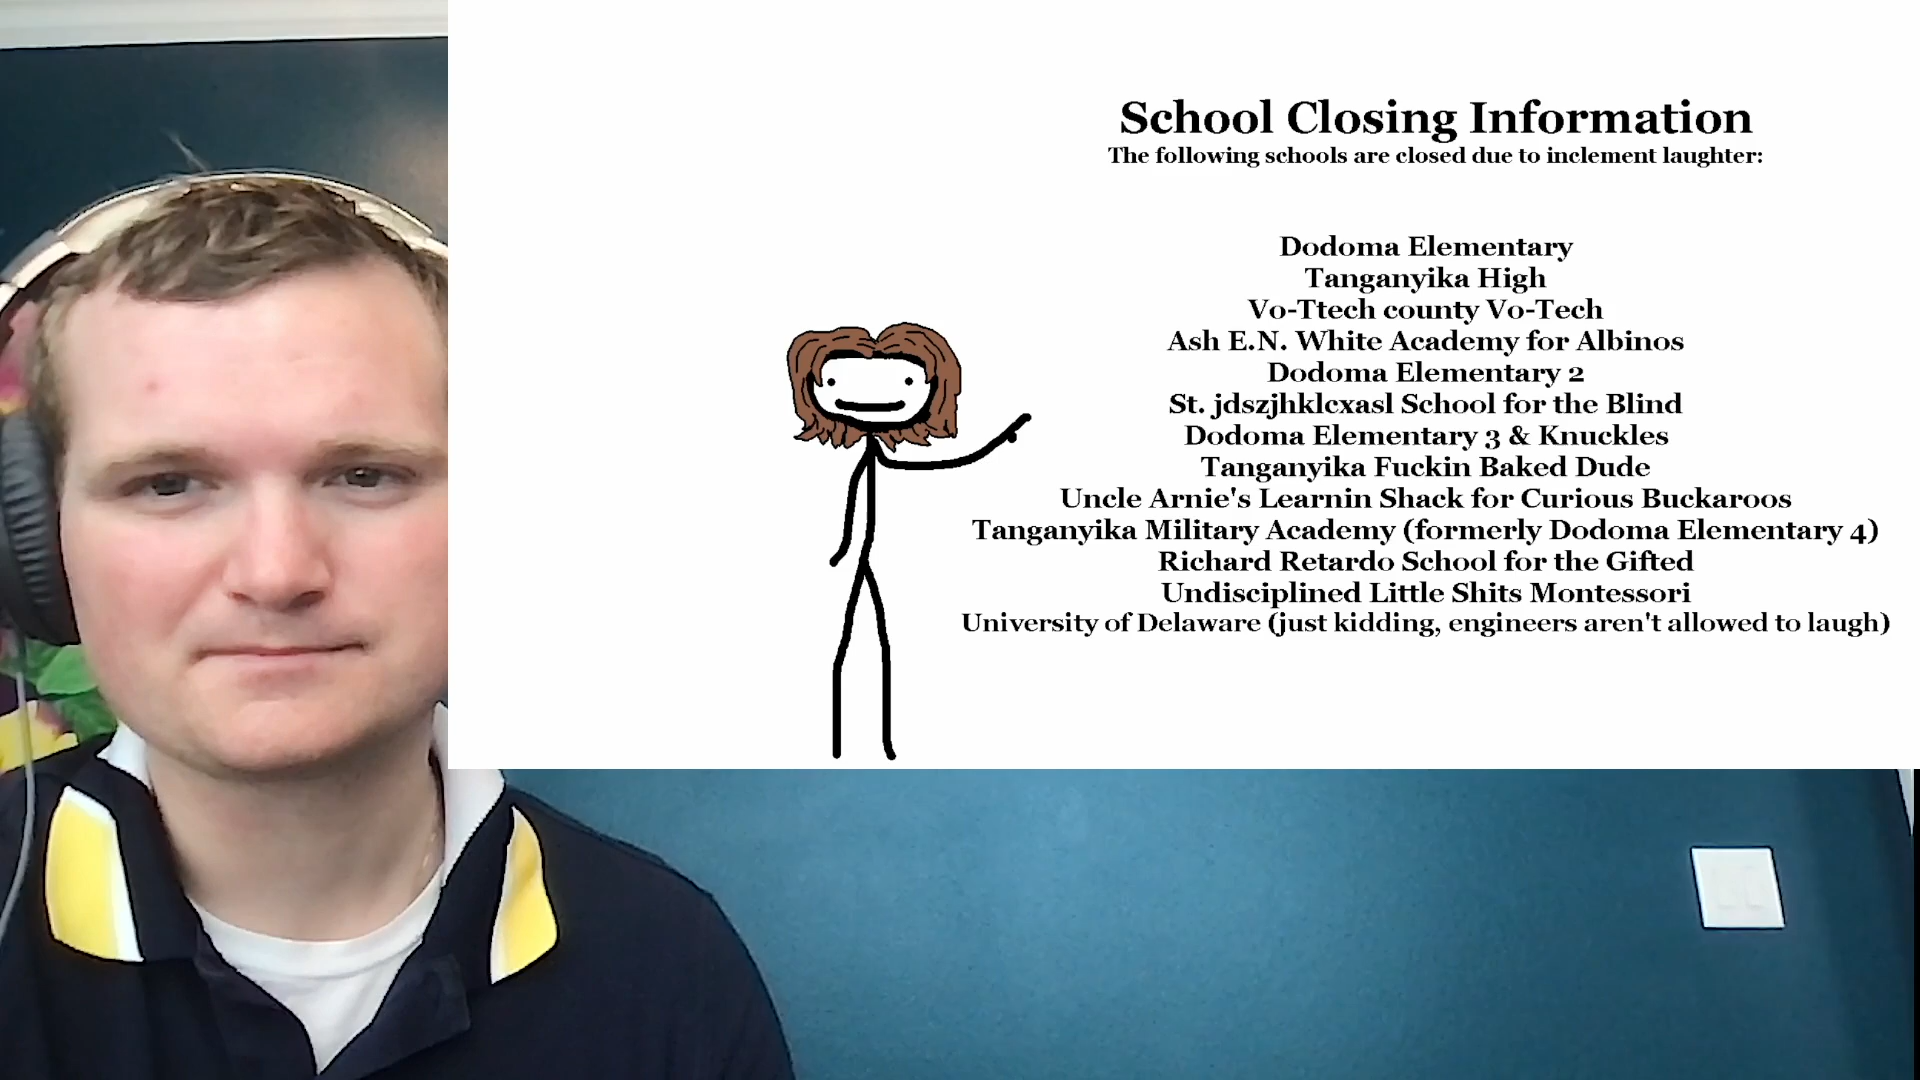 School Closing Information
The following schools are closed due to inclement laughter:
Dodoma Elementary
Tanganyika High
Vo-Ttech county Vo-Tech
Ash E.N. White Academy for Albinos
Dodoma Elementary 2
St. jdszjhklcxasl School for the Blind
Dodoma Elementary 3 & Knuckles
Tanganyika Fuckin Baked Dude
Uncle Arnie's Learnin Shack for Curious Buckaroos
Tanganyika Military Academy (formerly Dodoma Elementary 4)
Richard Retardo School for the Gifted
Undisciplined Little Shits Montessori
University of Delaware (just kidding, engineers aren't allowed to laugh)